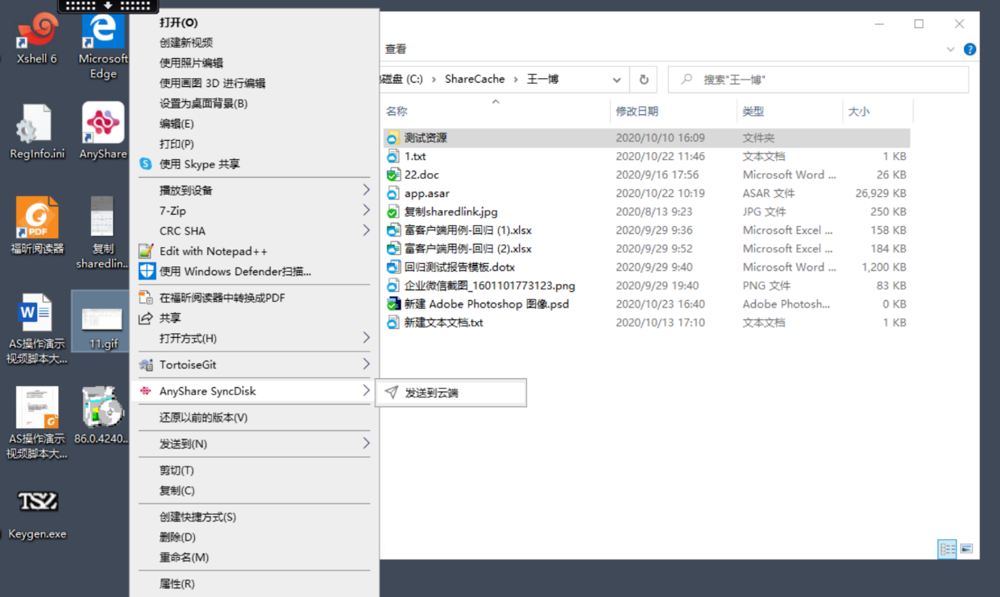 Xshell 6
Microsoft
Edge
RegInfo.ini
AnyShare
福昕阅读器
复制
sharedlin...
AS操作演示
视频脚本大...
11.gif
AS操作演示
视频脚本大...
86.0.4240...
Keygen.exe
打开(O)
创建新视频
使用照片编辑
使用画图 3D 进行编辑
设置为桌面背景(B)
编辑(E)
打印(P)
使用 Skype 共享
播放到设备
7-Zip
CRC SHA
Edit with Notepad++
使用 Windows Defender扫描...
在福昕阅读器中转换成PDF
共享
打开方式(H)
TortoiseGit
AnyShare SyncDisk
还原以前的版本(V)
发送到(N)
剪切(T)
复制(C)
创建快捷方式(S)
删除(D)
重命名(M)
属性(R)
发送到云端
查看
磁盘 (C:) › ShareCache › 王一博
搜索"王一博"
名称 修改日期 类型 大小
测试资源 2020/10/10 16:09 文件夹
1.txt 2020/10/22 11:46 文本文档 1 KB
22.doc 2020/9/16 17:56 Microsoft Word ... 26 KB
app.asar 2020/10/22 10:19 ASAR 文件 26,929 KB
复制sharedlink.jpg 2020/8/13 9:23 JPG 文件 250 KB
富客户端用例-回归 (1).xlsx 2020/9/29 9:36 Microsoft Excel ... 158 KB
富客户端用例-回归 (2).xlsx 2020/9/29 9:52 Microsoft Excel ... 184 KB
回归测试报告模板.dotx 2020/9/29 9:40 Microsoft Word ... 1,200 KB
企业微信截图_1601101773123.png 2020/9/29 19:40 PNG 文件 83 KB
新建 Adobe Photoshop 图像.psd 2020/10/23 16:40 Adobe Photosh... 0 KB
新建文本文档.txt 2020/10/13 17:10 文本文档 1 KB